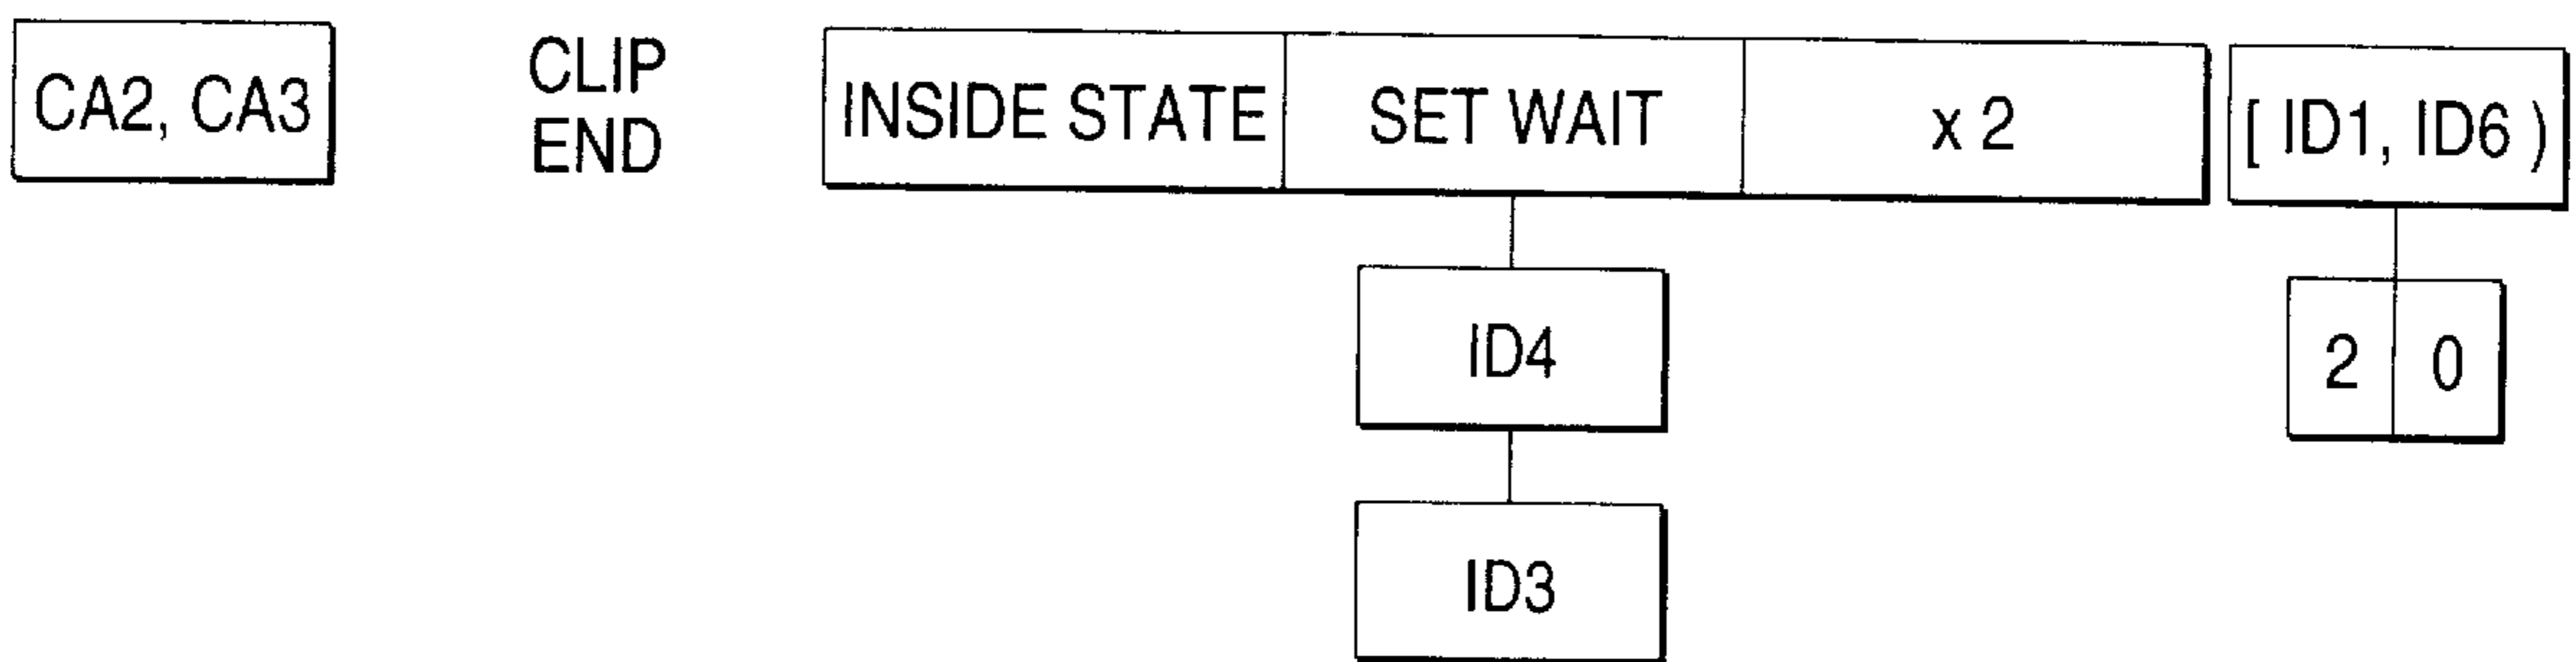 CA2, CA3
CLIP
END
INSIDE STATE
SET WAIT
x 2
[ ID1, ID6 )
ID4
2
0
ID3